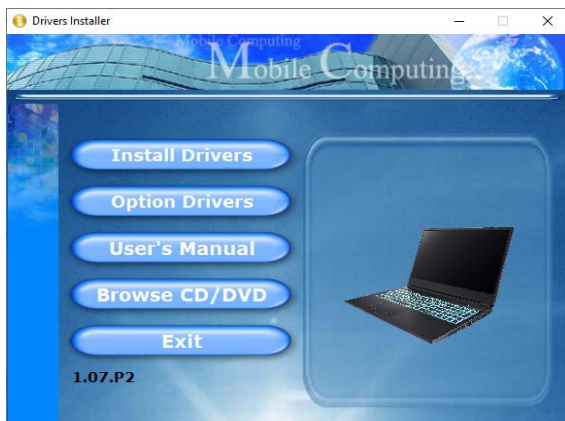 Drivers Installer
Mobile Computing
Mobile Computing
Install Drivers
Option Drivers
User's Manual
Browse CD/DVD
Exit
1.07.P2